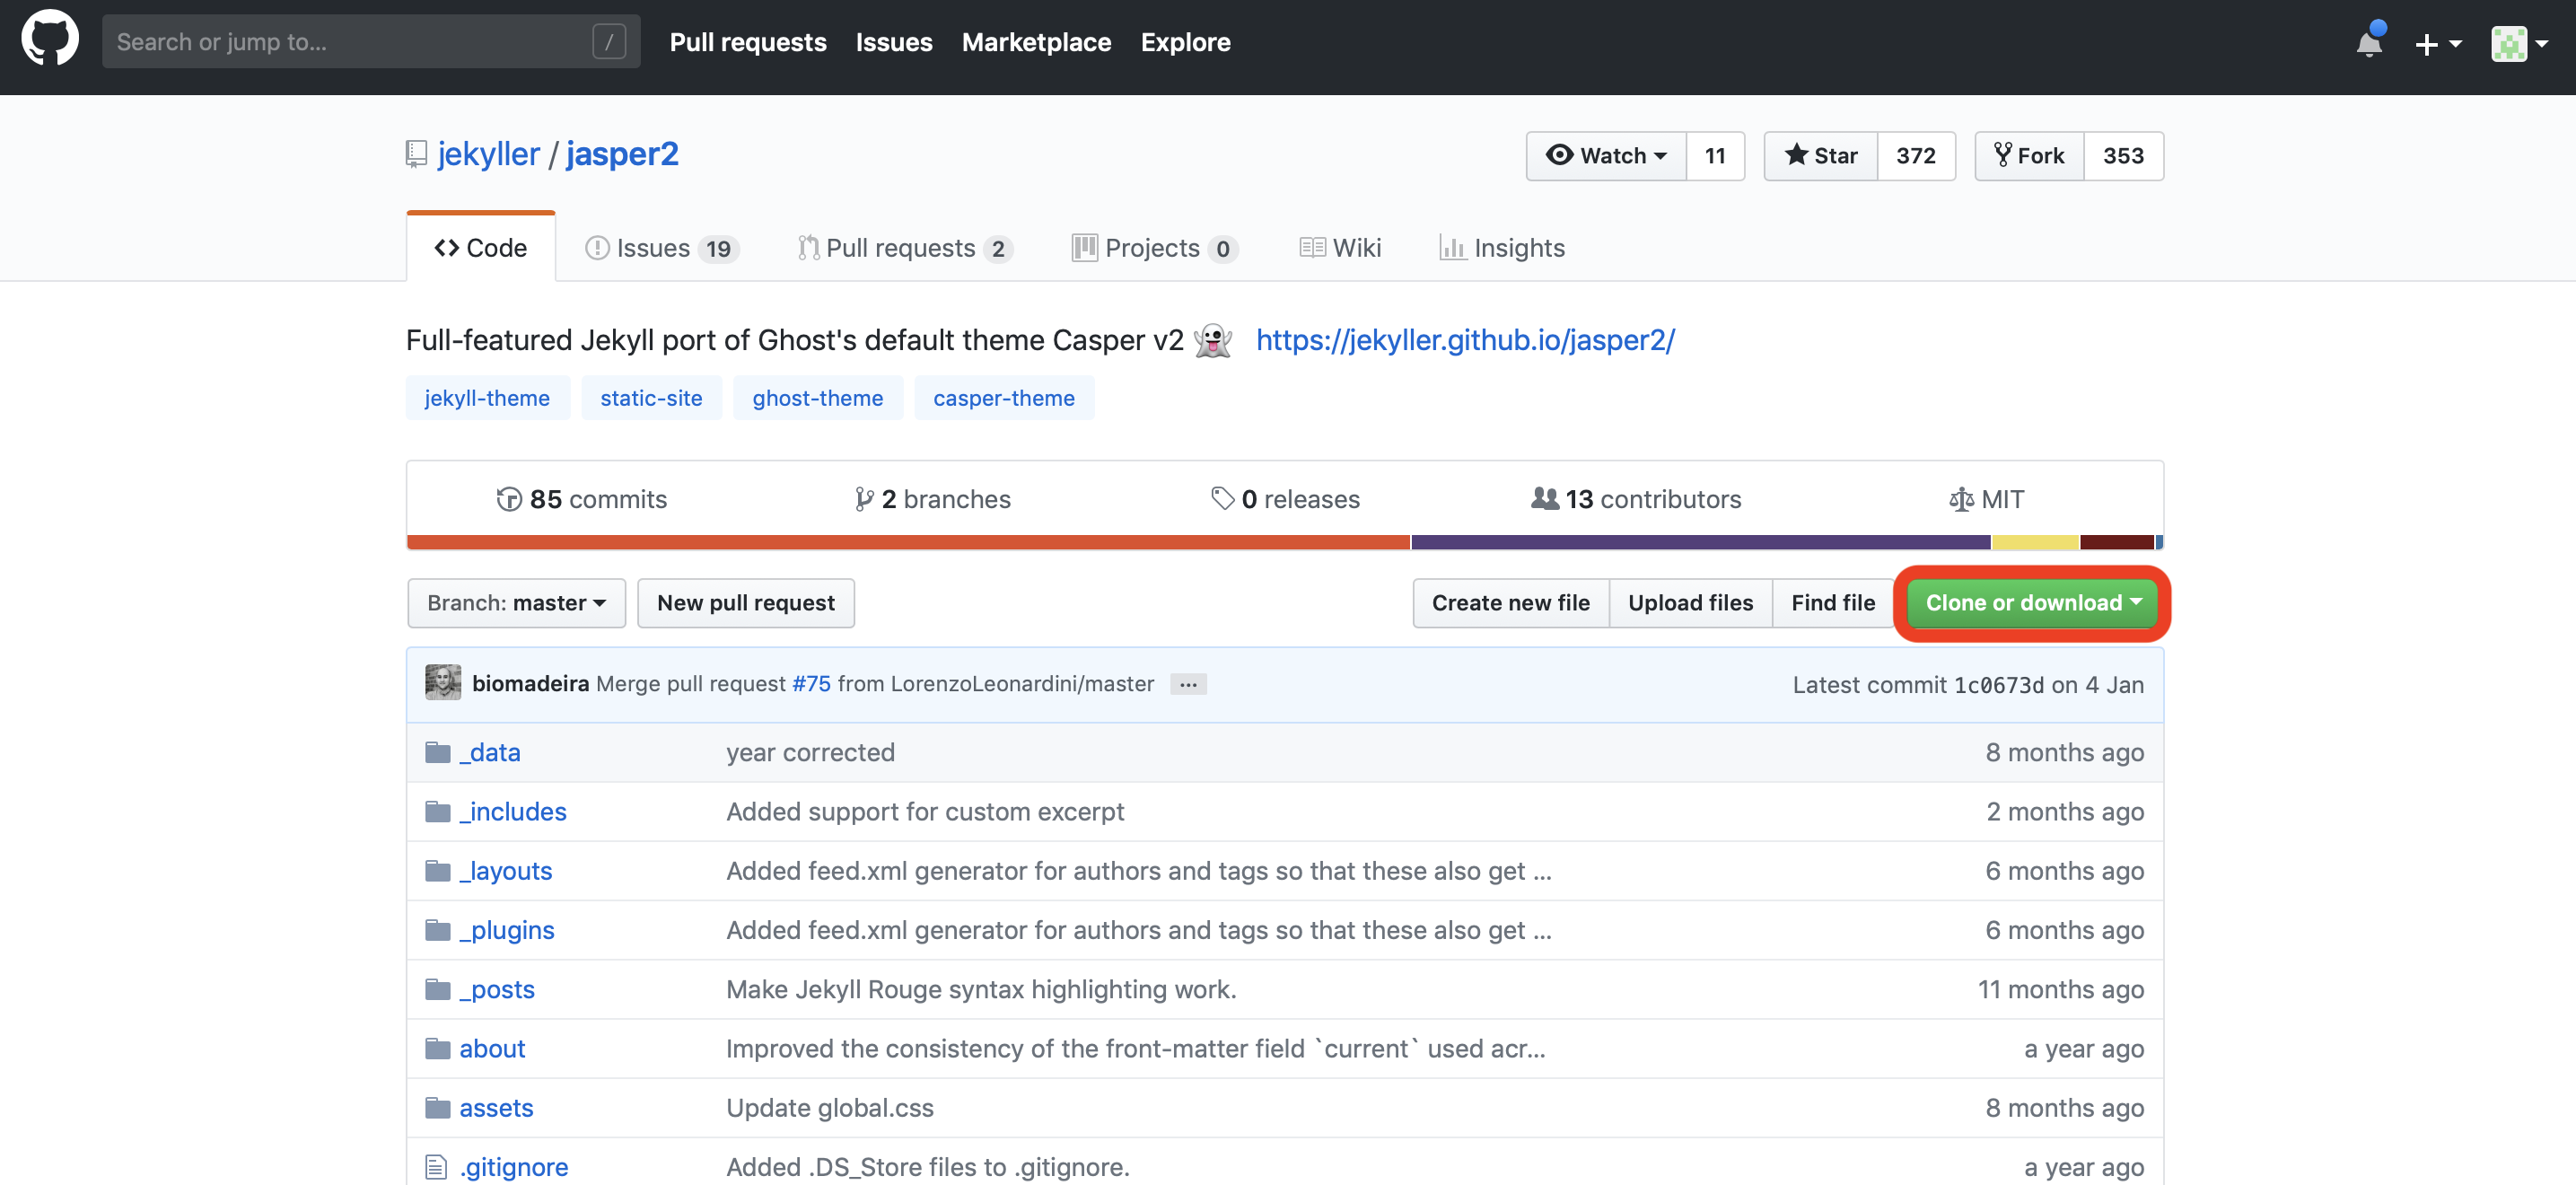 Search or jump to... / Pull requests Issues Marketplace Explore
jekyller / jasper2 Watch 11 Star 372 Fork 353
Code Issues 19 Pull requests 2 Projects 0 Wiki Insights
Full-featured Jekyll port of Ghost's default theme Casper v2 👻 https://jekyller.github.io/jasper2/
jekyll-theme static-site ghost-theme casper-theme
85 commits 2 branches 0 releases 13 contributors MIT
Branch: master New pull request Create new file Upload files Find file Clone or download
biomadeira Merge pull request #75 from LorenzoLeonardini/master ... Latest commit 1c0673d on 4 Jan
_data year corrected 8 months ago
_includes Added support for custom excerpt 2 months ago
_layouts Added feed.xml generator for authors and tags so that these also get ... 6 months ago
_plugins Added feed.xml generator for authors and tags so that these also get ... 6 months ago
_posts Make Jekyll Rouge syntax highlighting work. 11 months ago
about Improved the consistency of the front-matter field `current` used acr... a year ago
assets Update global.css 8 months ago
.gitignore Added .DS_Store files to .gitignore. a year ago